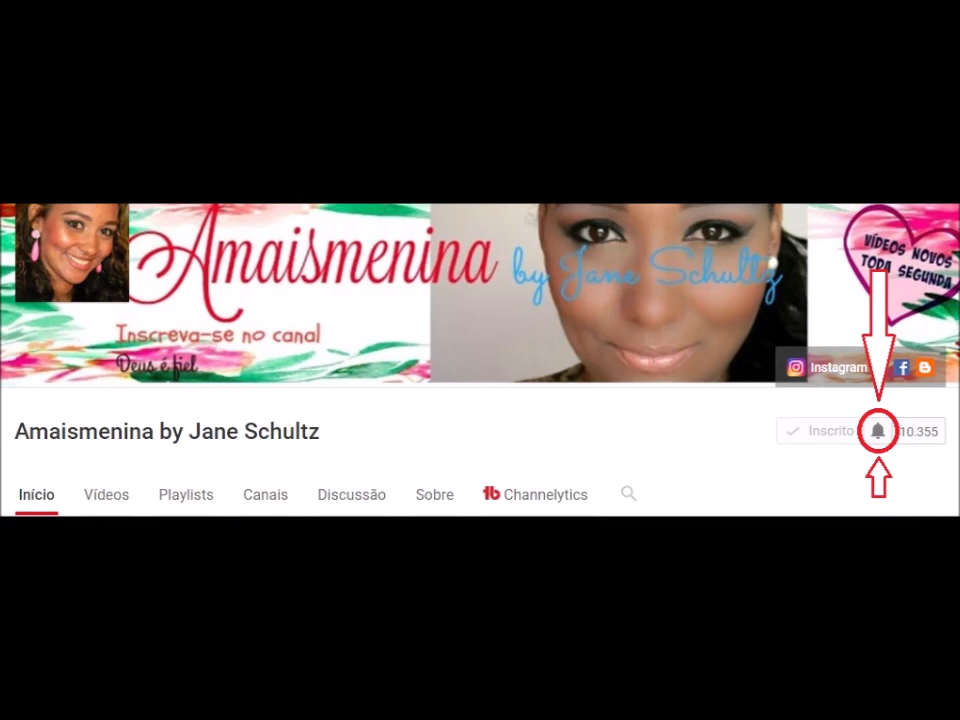 Amaismenina by Jane Schultz
VÍDEOS NOVOS
TODA SEGUNDA
Inscreva-se no canal
Deus é fiel
Instagram
Amaismenina by Jane Schultz
Inscrito
10.355
Início Vídeos Playlists Canais Discussão Sobre Channelytics